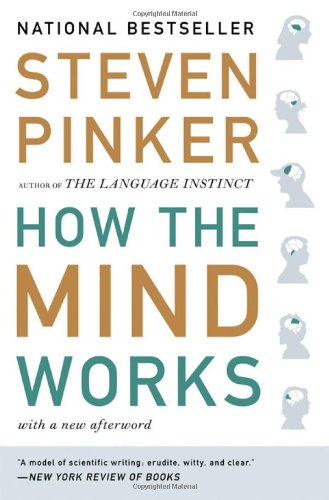 NATIONAL BESTSELLER
STEVEN
PINKER
AUTHOR OF THE LANGUAGE INSTINCT
HOW THE
MIND
WORKS
with a new afterword
"A model of scientific writing: erudite, witty, and clear."
—NEW YORK REVIEW OF BOOKS